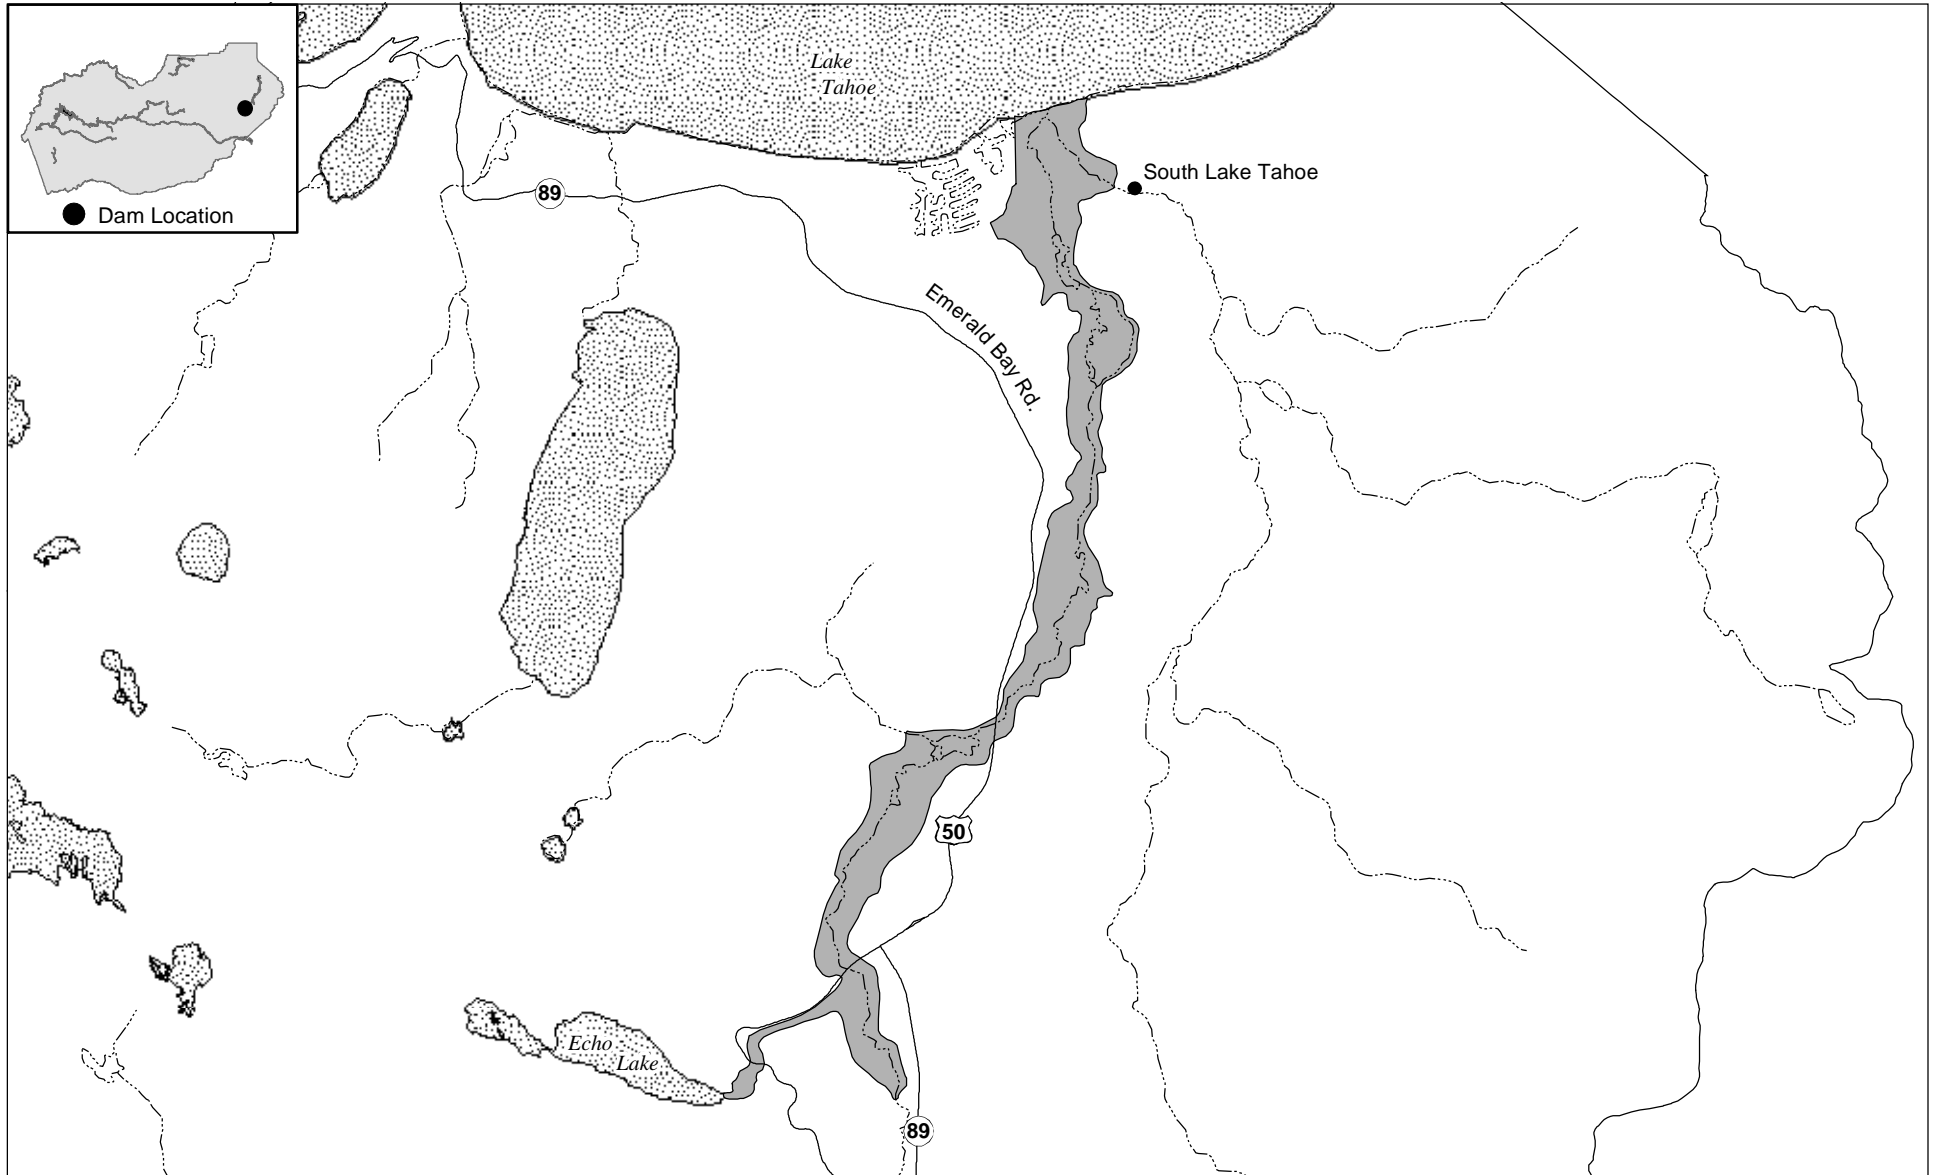 Lake
Tahoe
South Lake Tahoe
89
Dam Location
Emerald Bay Rd.
50
Echo
Lake
89